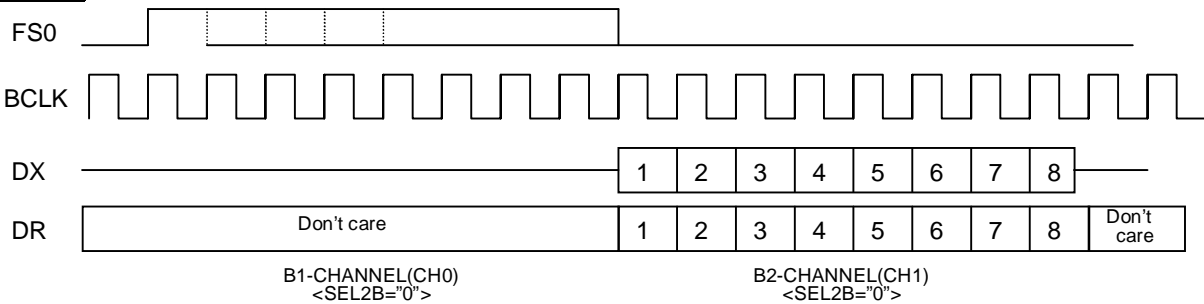 FS0
BCLK
DX
1 2 3 4 5 6 7 8
DR
Don't care
1 2 3 4 5 6 7 8
Don't
care
B1-CHANNEL(CH0)
<SEL2B="0">
B2-CHANNEL(CH1)
<SEL2B="0">